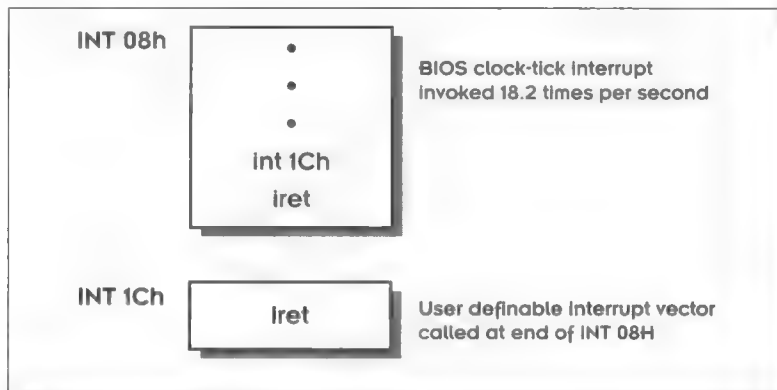 INT 08h
BIOS clock-tick interrupt
invoked 18.2 times per second
int 1Ch
iret
INT 1Ch
iret
User definable interrupt vector
called at end of INT 08H